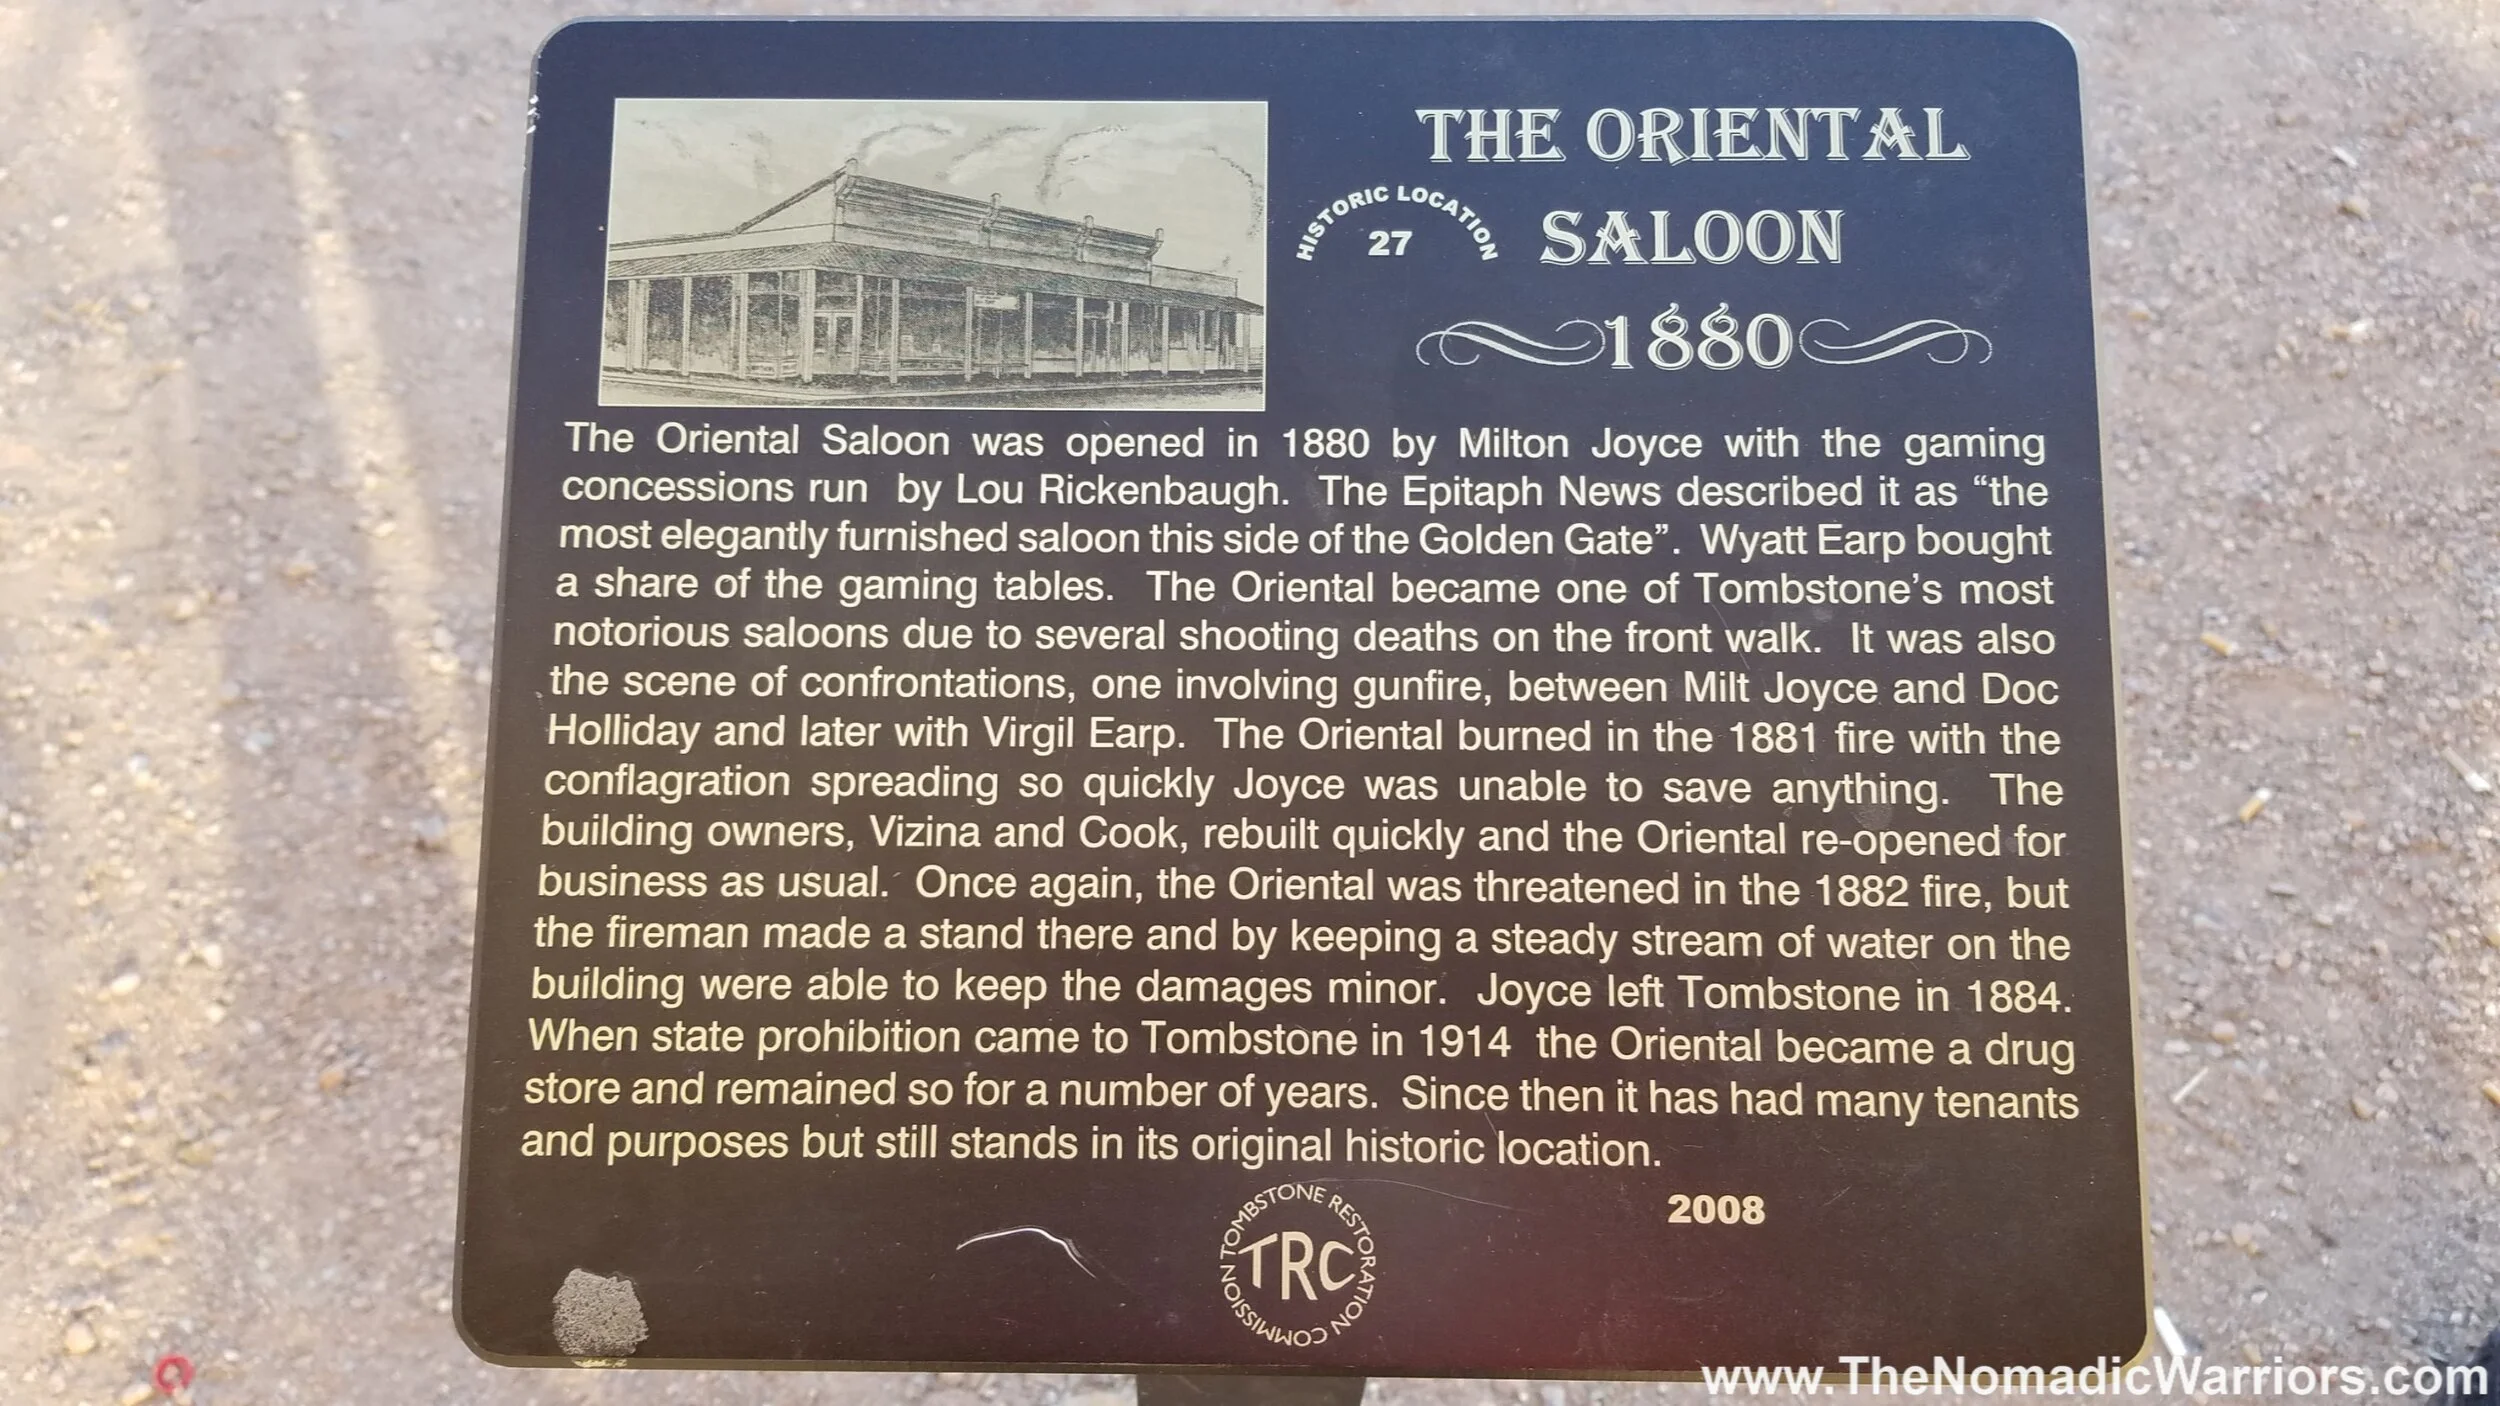 THE ORIENTAL
HISTORIC LOCATION
27
SALOON
1880
The Oriental Saloon was opened in 1880 by Milton Joyce with the gaming
concessions run by Lou Rickenbaugh. The Epitaph News described it as “the
most elegantly furnished saloon this side of the Golden Gate”. Wyatt Earp bought
a share of the gaming tables. The Oriental became one of Tombstone’s most
notorious saloons due to several shooting deaths on the front walk. It was also
the scene of confrontations, one involving gunfire, between Milt Joyce and Doc
Holliday and later with Virgil Earp. The Oriental burned in the 1881 fire with the
conflagration spreading so quickly Joyce was unable to save anything. The
building owners, Vizina and Cook, rebuilt quickly and the Oriental re-opened for
business as usual. Once again, the Oriental was threatened in the 1882 fire, but
the fireman made a stand there and by keeping a steady stream of water on the
building were able to keep the damages minor. Joyce left Tombstone in 1884.
When state prohibition came to Tombstone in 1914 the Oriental became a drug
store and remained so for a number of years. Since then it has had many tenants
and purposes but still stands in its original historic location.
2008
TOMBSTONE RESTORATION COMMISSION
TRC
www.TheNomadicWarriors.com